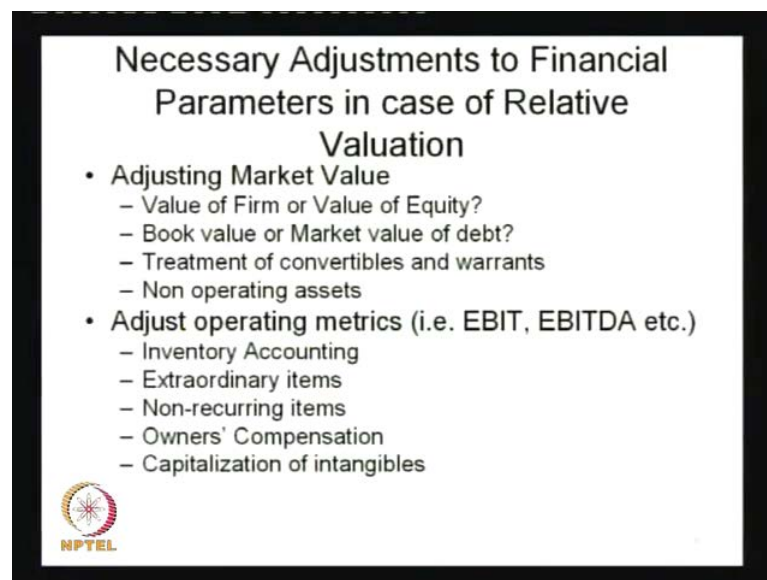 Necessary Adjustments to Financial
Parameters in case of Relative
Valuation
• Adjusting Market Value
– Value of Firm or Value of Equity?
– Book value or Market value of debt?
– Treatment of convertibles and warrants
– Non operating assets
• Adjust operating metrics (i.e. EBIT, EBITDA etc.)
– Inventory Accounting
– Extraordinary items
– Non-recurring items
– Owners' Compensation
– Capitalization of intangibles
NPTEL